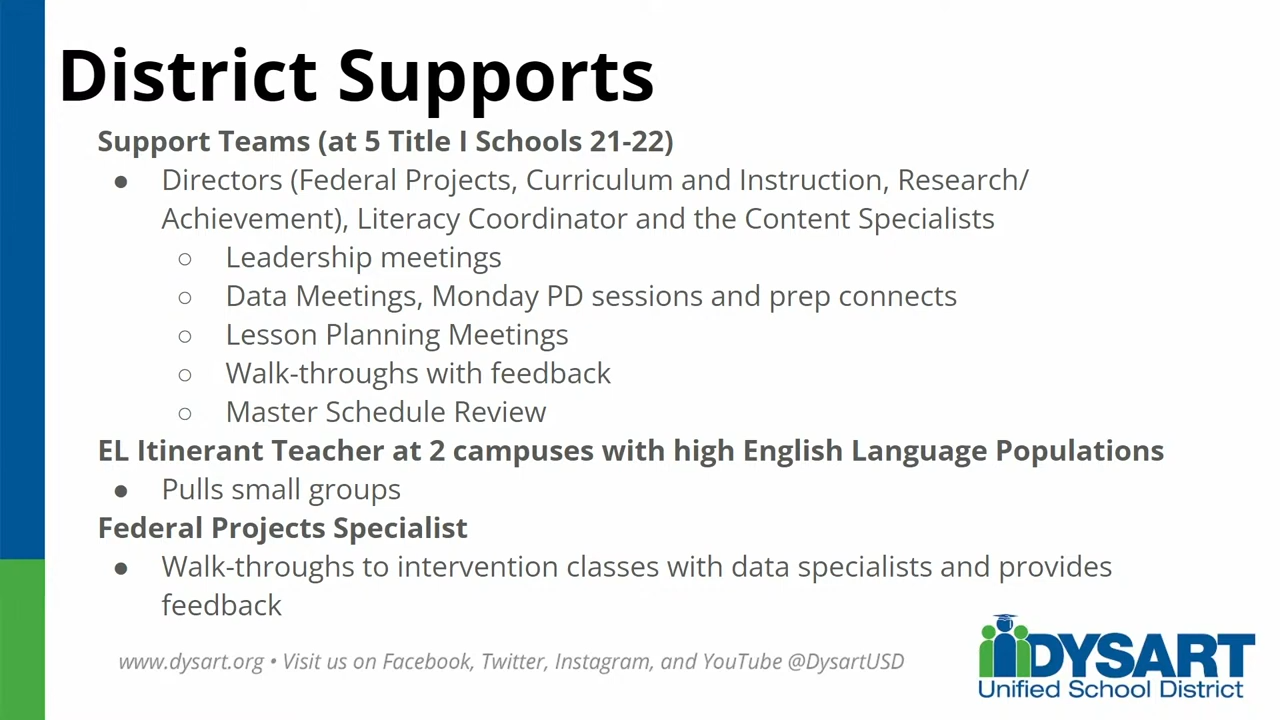 District Supports
Support Teams (at 5 Title I Schools 21-22)
● Directors (Federal Projects, Curriculum and Instruction, Research/
Achievement), Literacy Coordinator and the Content Specialists
○ Leadership meetings
○ Data Meetings, Monday PD sessions and prep connects
○ Lesson Planning Meetings
○ Walk-throughs with feedback
○ Master Schedule Review
EL Itinerant Teacher at 2 campuses with high English Language Populations
● Pulls small groups
Federal Projects Specialist
● Walk-throughs to intervention classes with data specialists and provides
feedback
www.dysart.org • Visit us on Facebook, Twitter, Instagram, and YouTube @DysartUSD
DYSART
Unified School District